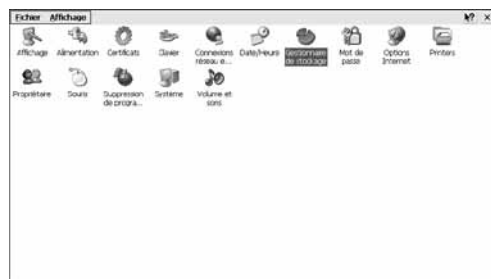 Fichier Affichage
Affichage Alimentation Certificats Clavier Connexions réseau e... Date/Heure Gestionnaire de stockage Mot de passe Options Internet Printers
Propriétaire Souris Suppression de progra... Système Volume et sons